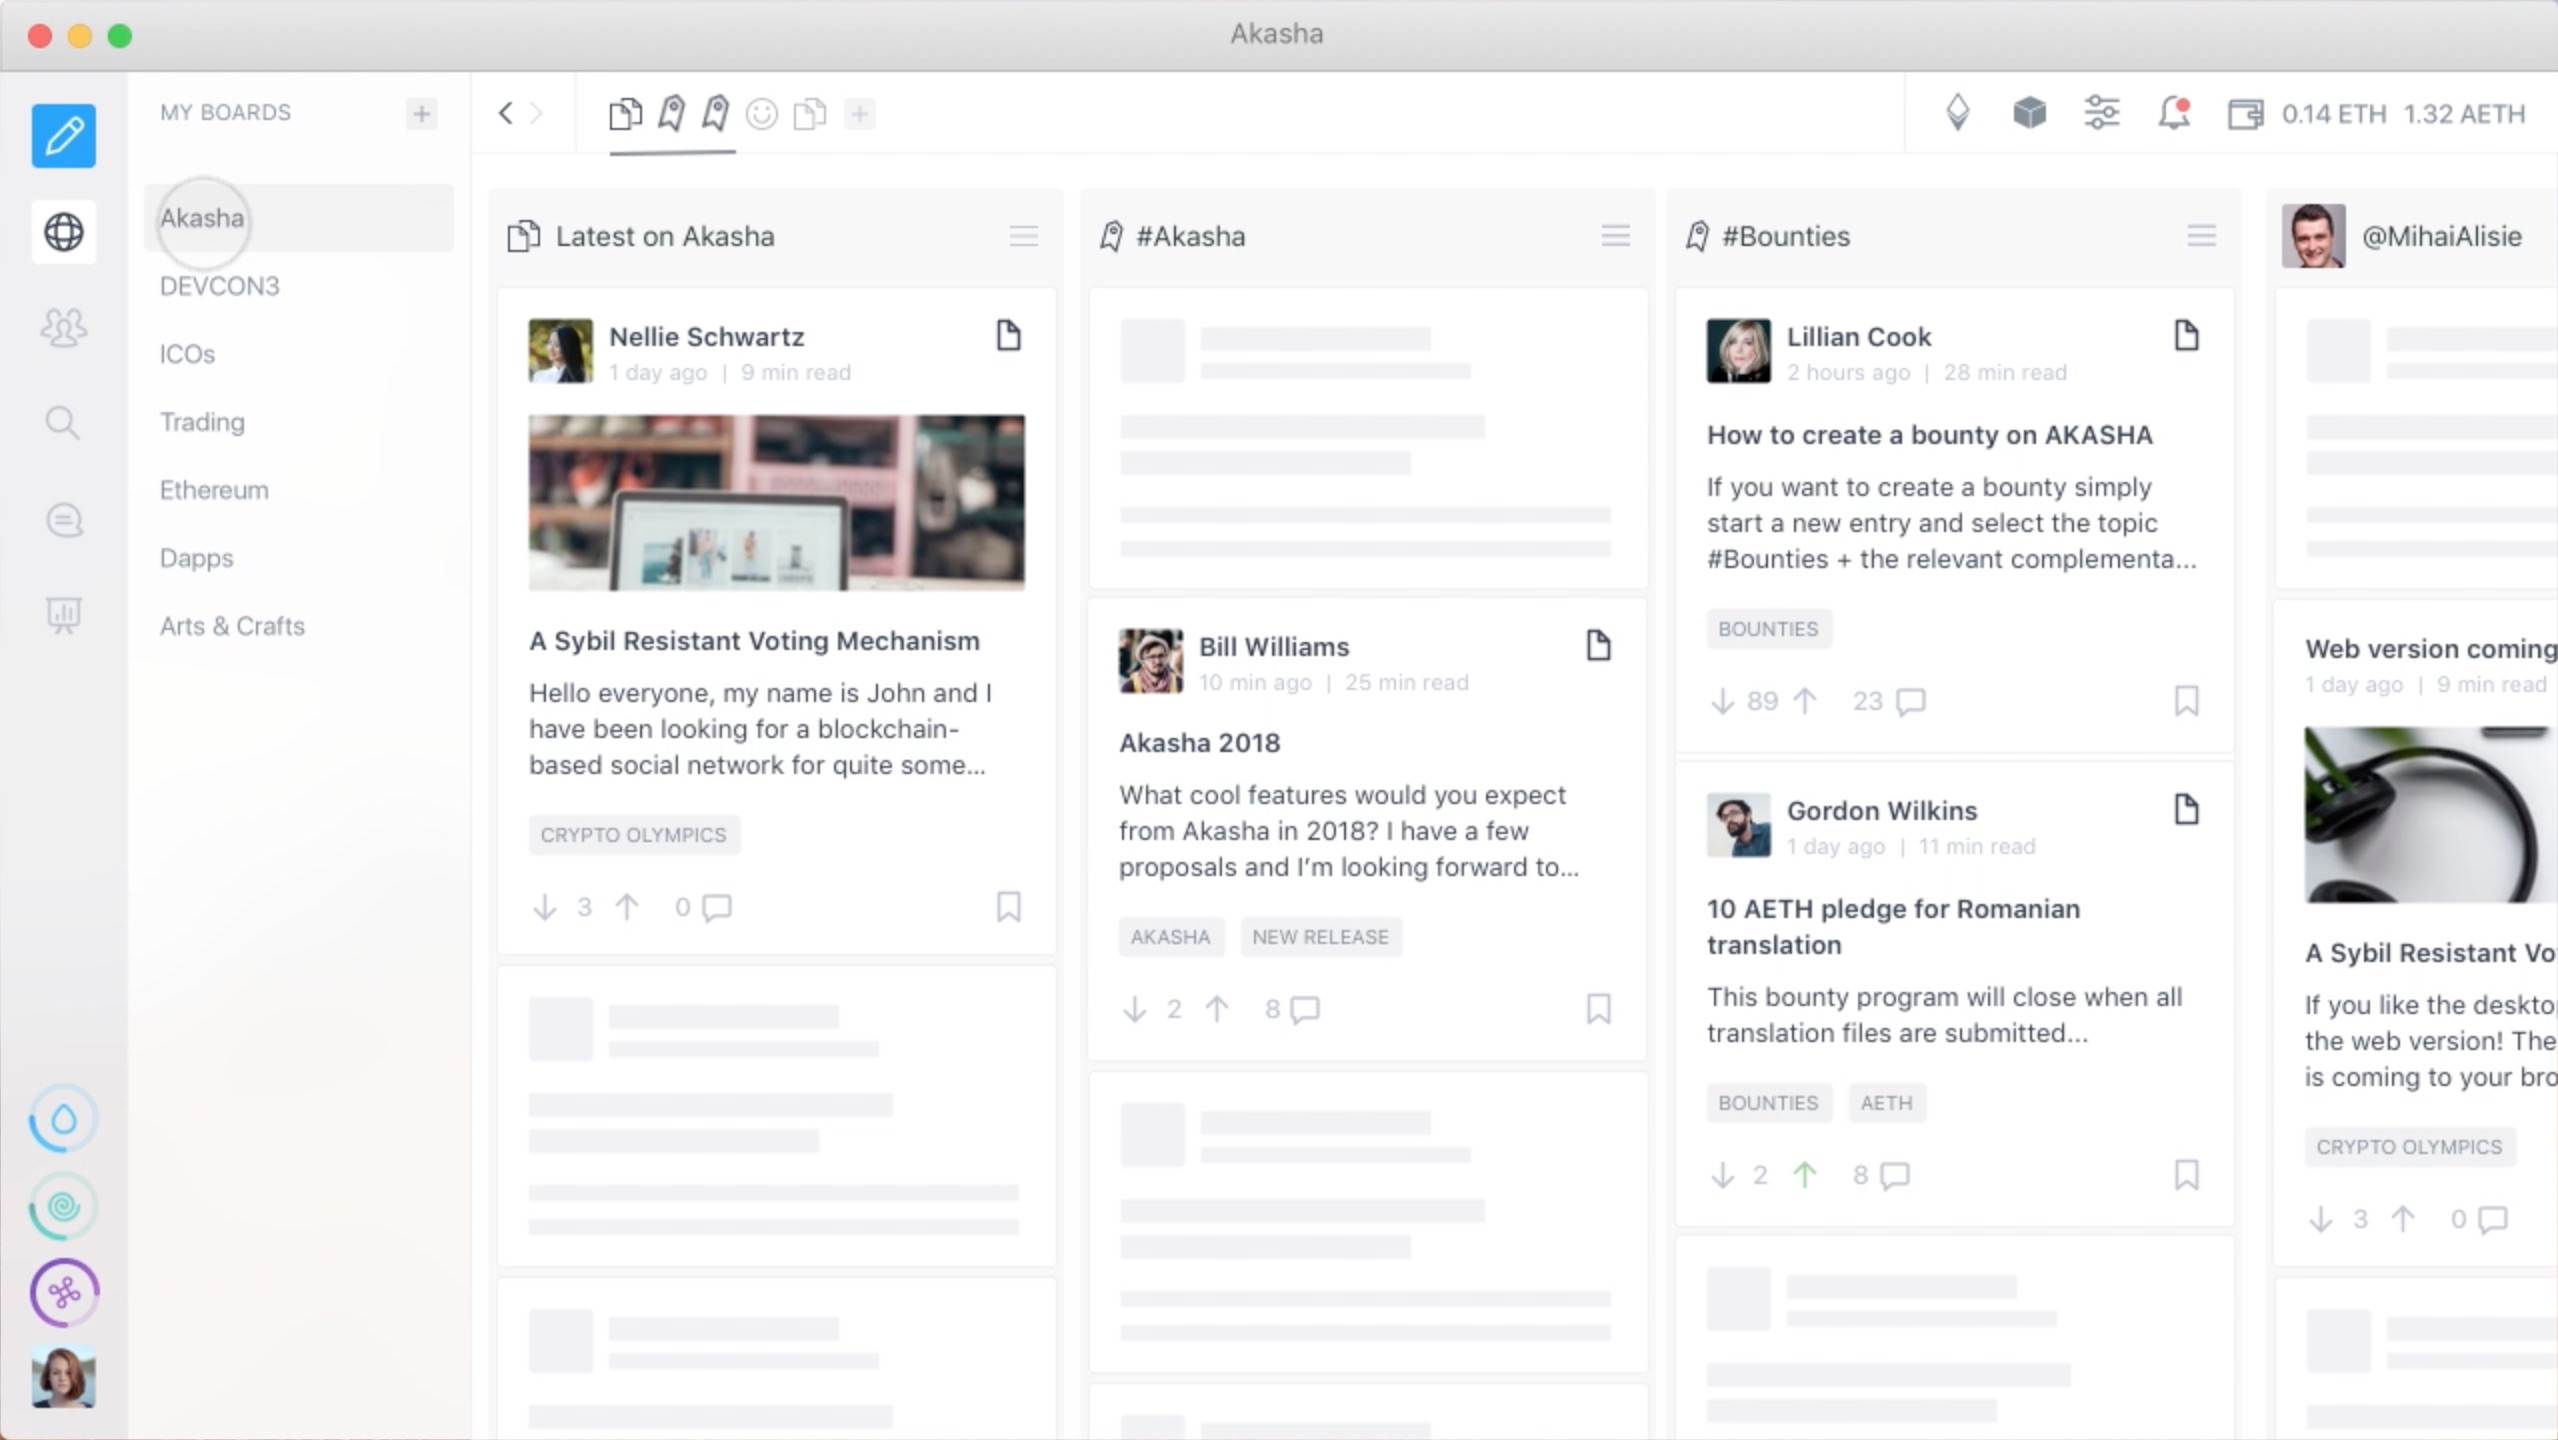 Akasha
MY BOARDS
Akasha
DEVCON3
ICOs
Trading
Ethereum
Dapps
Arts & Crafts
0.14 ETH 1.32 AETH
Latest on Akasha
Nellie Schwartz
1 day ago | 9 min read
A Sybil Resistant Voting Mechanism
Hello everyone, my name is John and I
have been looking for a blockchain-
based social network for quite some...
CRYPTO OLYMPICS
3 0
#Akasha
Bill Williams
10 min ago | 25 min read
Akasha 2018
What cool features would you expect
from Akasha in 2018? I have a few
proposals and I’m looking forward to...
AKASHA NEW RELEASE
2 8
#Bounties
Lillian Cook
2 hours ago | 28 min read
How to create a bounty on AKASHA
If you want to create a bounty simply
start a new entry and select the topic
#Bounties + the relevant complementa...
BOUNTIES
89 23
Gordon Wilkins
1 day ago | 11 min read
10 AETH pledge for Romanian
translation
This bounty program will close when all
translation files are submitted...
BOUNTIES AETH
2 8
@MihaiAlisie
Web version coming
1 day ago | 9 min read
A Sybil Resistant Vo
If you like the deskto
the web version! The
is coming to your bro
CRYPTO OLYMPICS
3 0